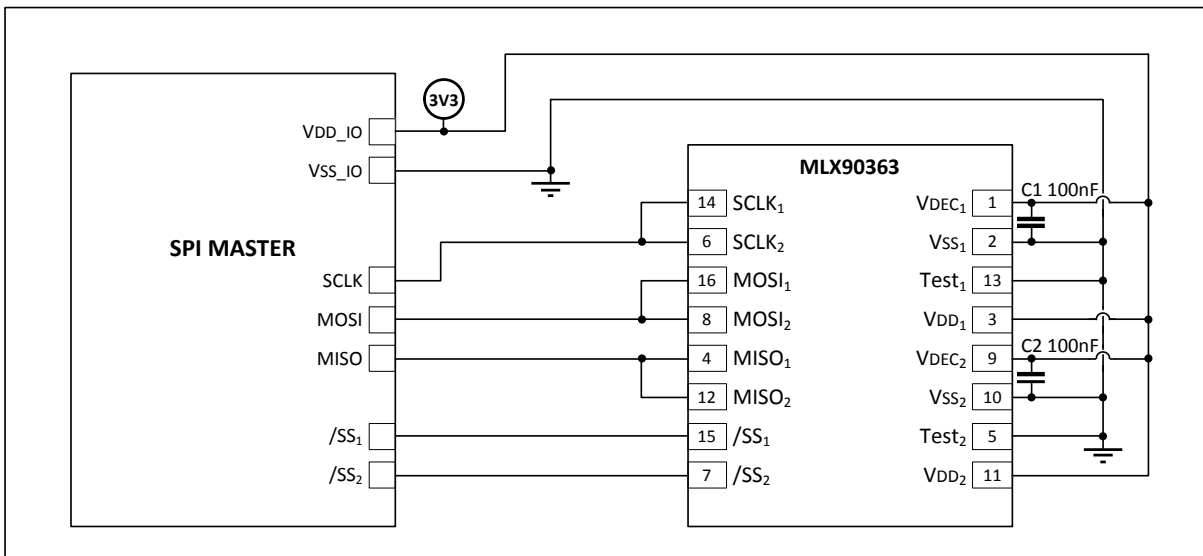 3V3
VDD_IO
VSS_IO
SPI MASTER
SCLK
MOSI
MISO
/SS1
/SS2
MLX90363
14 SCLK1 VDEC1 1 C1 100nF
6 SCLK2 VSS1 2
16 MOSI1 Test1 13
8 MOSI2 VDD1 3
4 MISO1 VDEC2 9 C2 100nF
12 MISO2 VSS2 10
15 /SS1 Test2 5
7 /SS2 VDD2 11